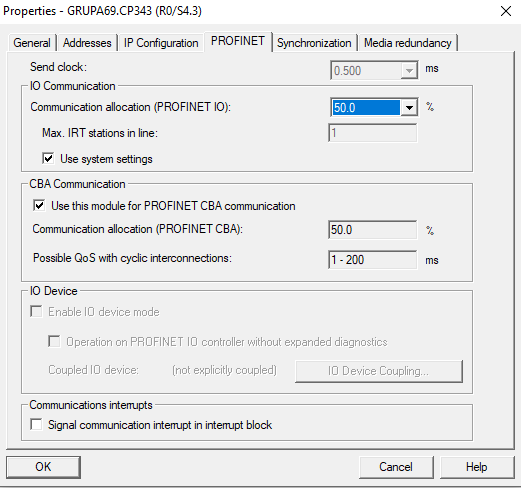 Properties - GRUPA69.CP343 (R0/S4.3)
General Addresses IP Configuration PROFINET Synchronization Media redundancy
Send clock: 0.500 ms
IO Communication
Communication allocation (PROFINET IO): 50.0 %
Max. IRT stations in line: 1
Use system settings
CBA Communication
Use this module for PROFINET CBA communication
Communication allocation (PROFINET CBA): 50.0 %
Possible QoS with cyclic interconnections: 1 - 200 ms
IO Device
Enable IO device mode
Operation on PROFINET IO controller without expanded diagnostics
Coupled IO device: (not explicitly coupled) IO Device Coupling...
Communications interrupts
Signal communication interrupt in interrupt block
OK Cancel Help